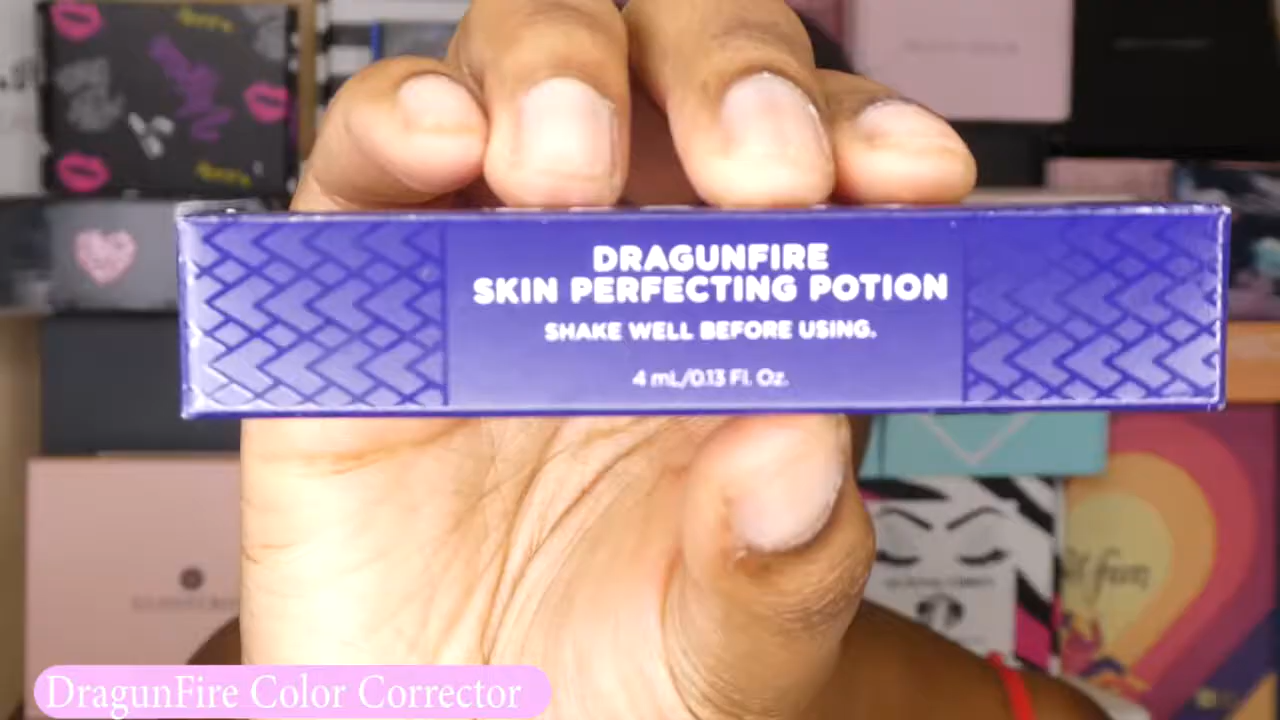 DRAGUNFIRE
SKIN PERFECTING POTION
SHAKE WELL BEFORE USING.
4 mL/0.13 Fl. Oz.
DragunFire Color Corrector